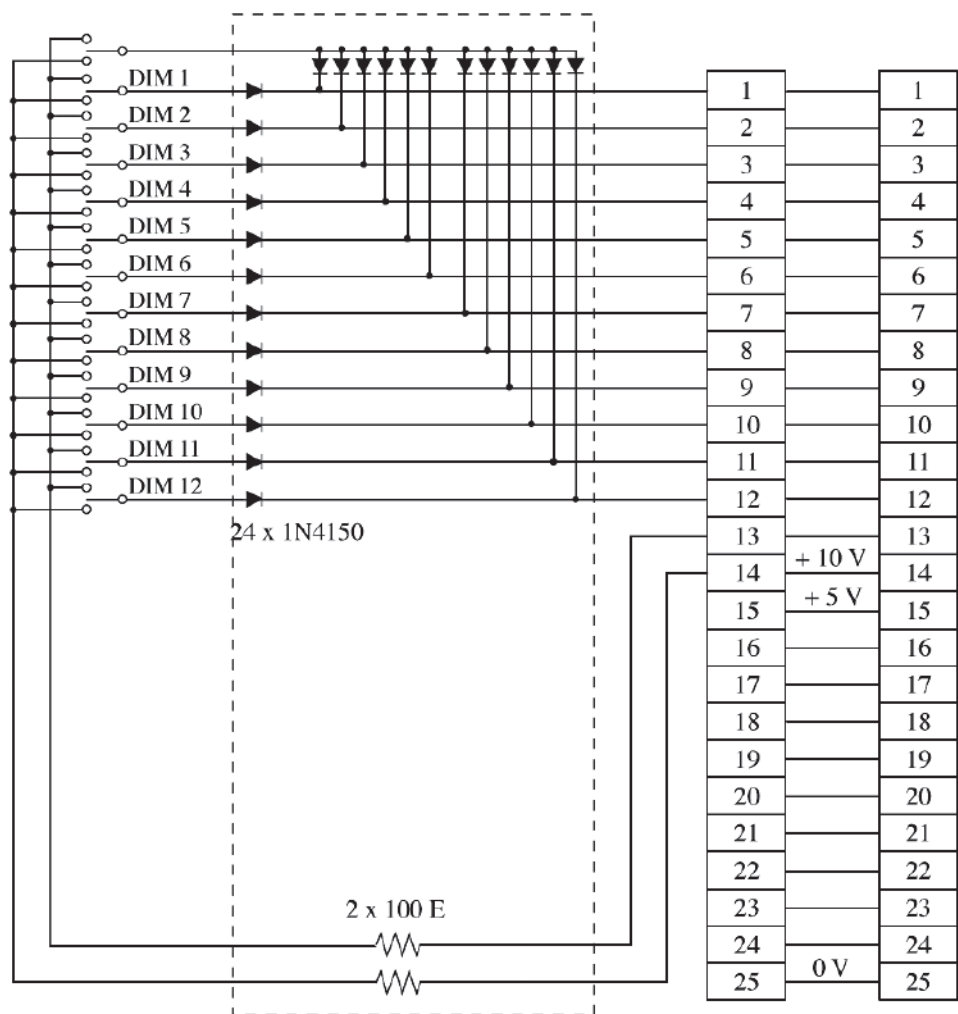 DIM 1
1 1
DIM 2
2 2
DIM 3
3 3
DIM 4
4 4
DIM 5
5 5
DIM 6
6 6
DIM 7
7 7
DIM 8
8 8
DIM 9
9 9
DIM 10
10 10
DIM 11
11 11
DIM 12
12 12
24 x 1N4150
13 13
+ 10 V
14 14
+ 5 V
15 15
16 16
17 17
18 18
19 19
20 20
21 21
22 22
2 x 100 E
23 23
24 24
0 V
25 25